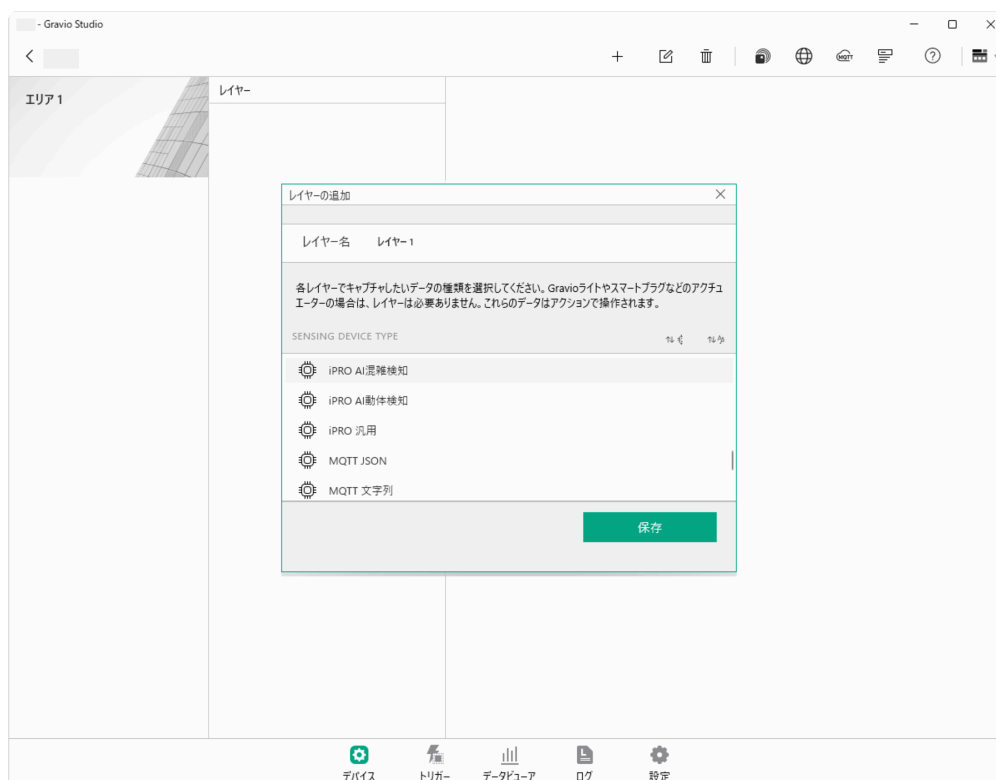 - Gravio Studio
MQTT
エリア 1
レイヤー
レイヤーの追加
レイヤー名 レイヤー 1
各レイヤーでキャプチャしたいデータの種類を選択してください。Gravioライトやスマートプラグなどのアクチュ
エーターの場合は、レイヤーは必要ありません。これらのデータはアクションで操作されます。
SENSING DEVICE TYPE
iPRO AI混雑検知
iPRO AI動体検知
iPRO 汎用
MQTT JSON
MQTT 文字列
保存
デバイス トリガー データビューア ログ 設定